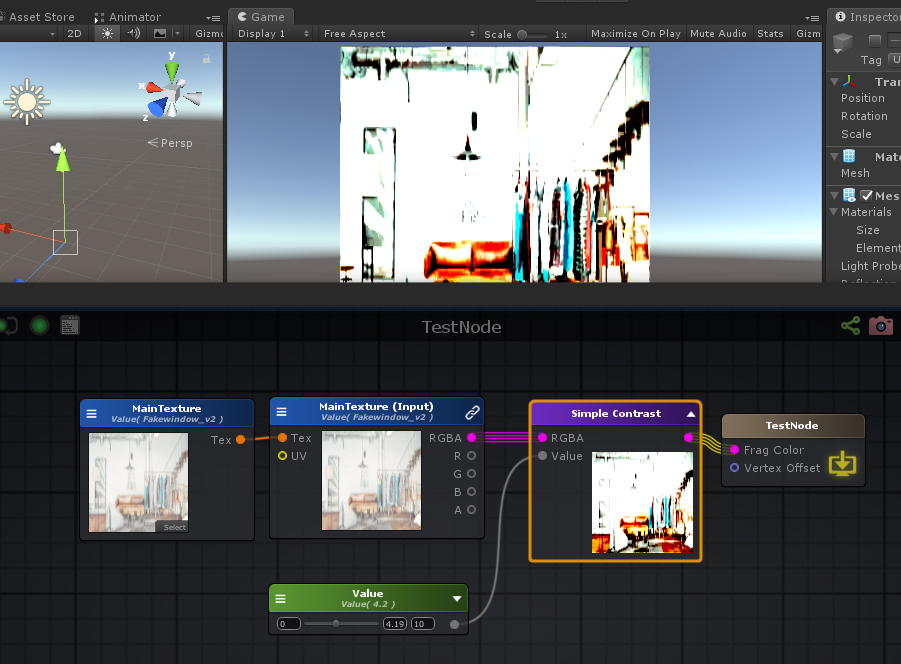 Asset Store
Animator
Game
Inspector
2D
Gizmo
Display 1
Free Aspect
Scale
1x
Maximize On Play
Mute Audio
Stats
Gizm
Tag
U
y
x
z
Persp
Tran
Position
Rotation
Scale
Mate
Mesh
Mes
Materials
Size
Element
Light Probe
Reflection
TestNode
MainTexture
Value( Fakewindow_v2 )
Tex
Select
MainTexture (Input)
Value( Fakewindow_v2 )
Tex
RGBA
UV
R
G
B
A
Simple Contrast
RGBA
Value
TestNode
Frag Color
Vertex Offset
Value
Value( 4.2 )
0
4.19
10